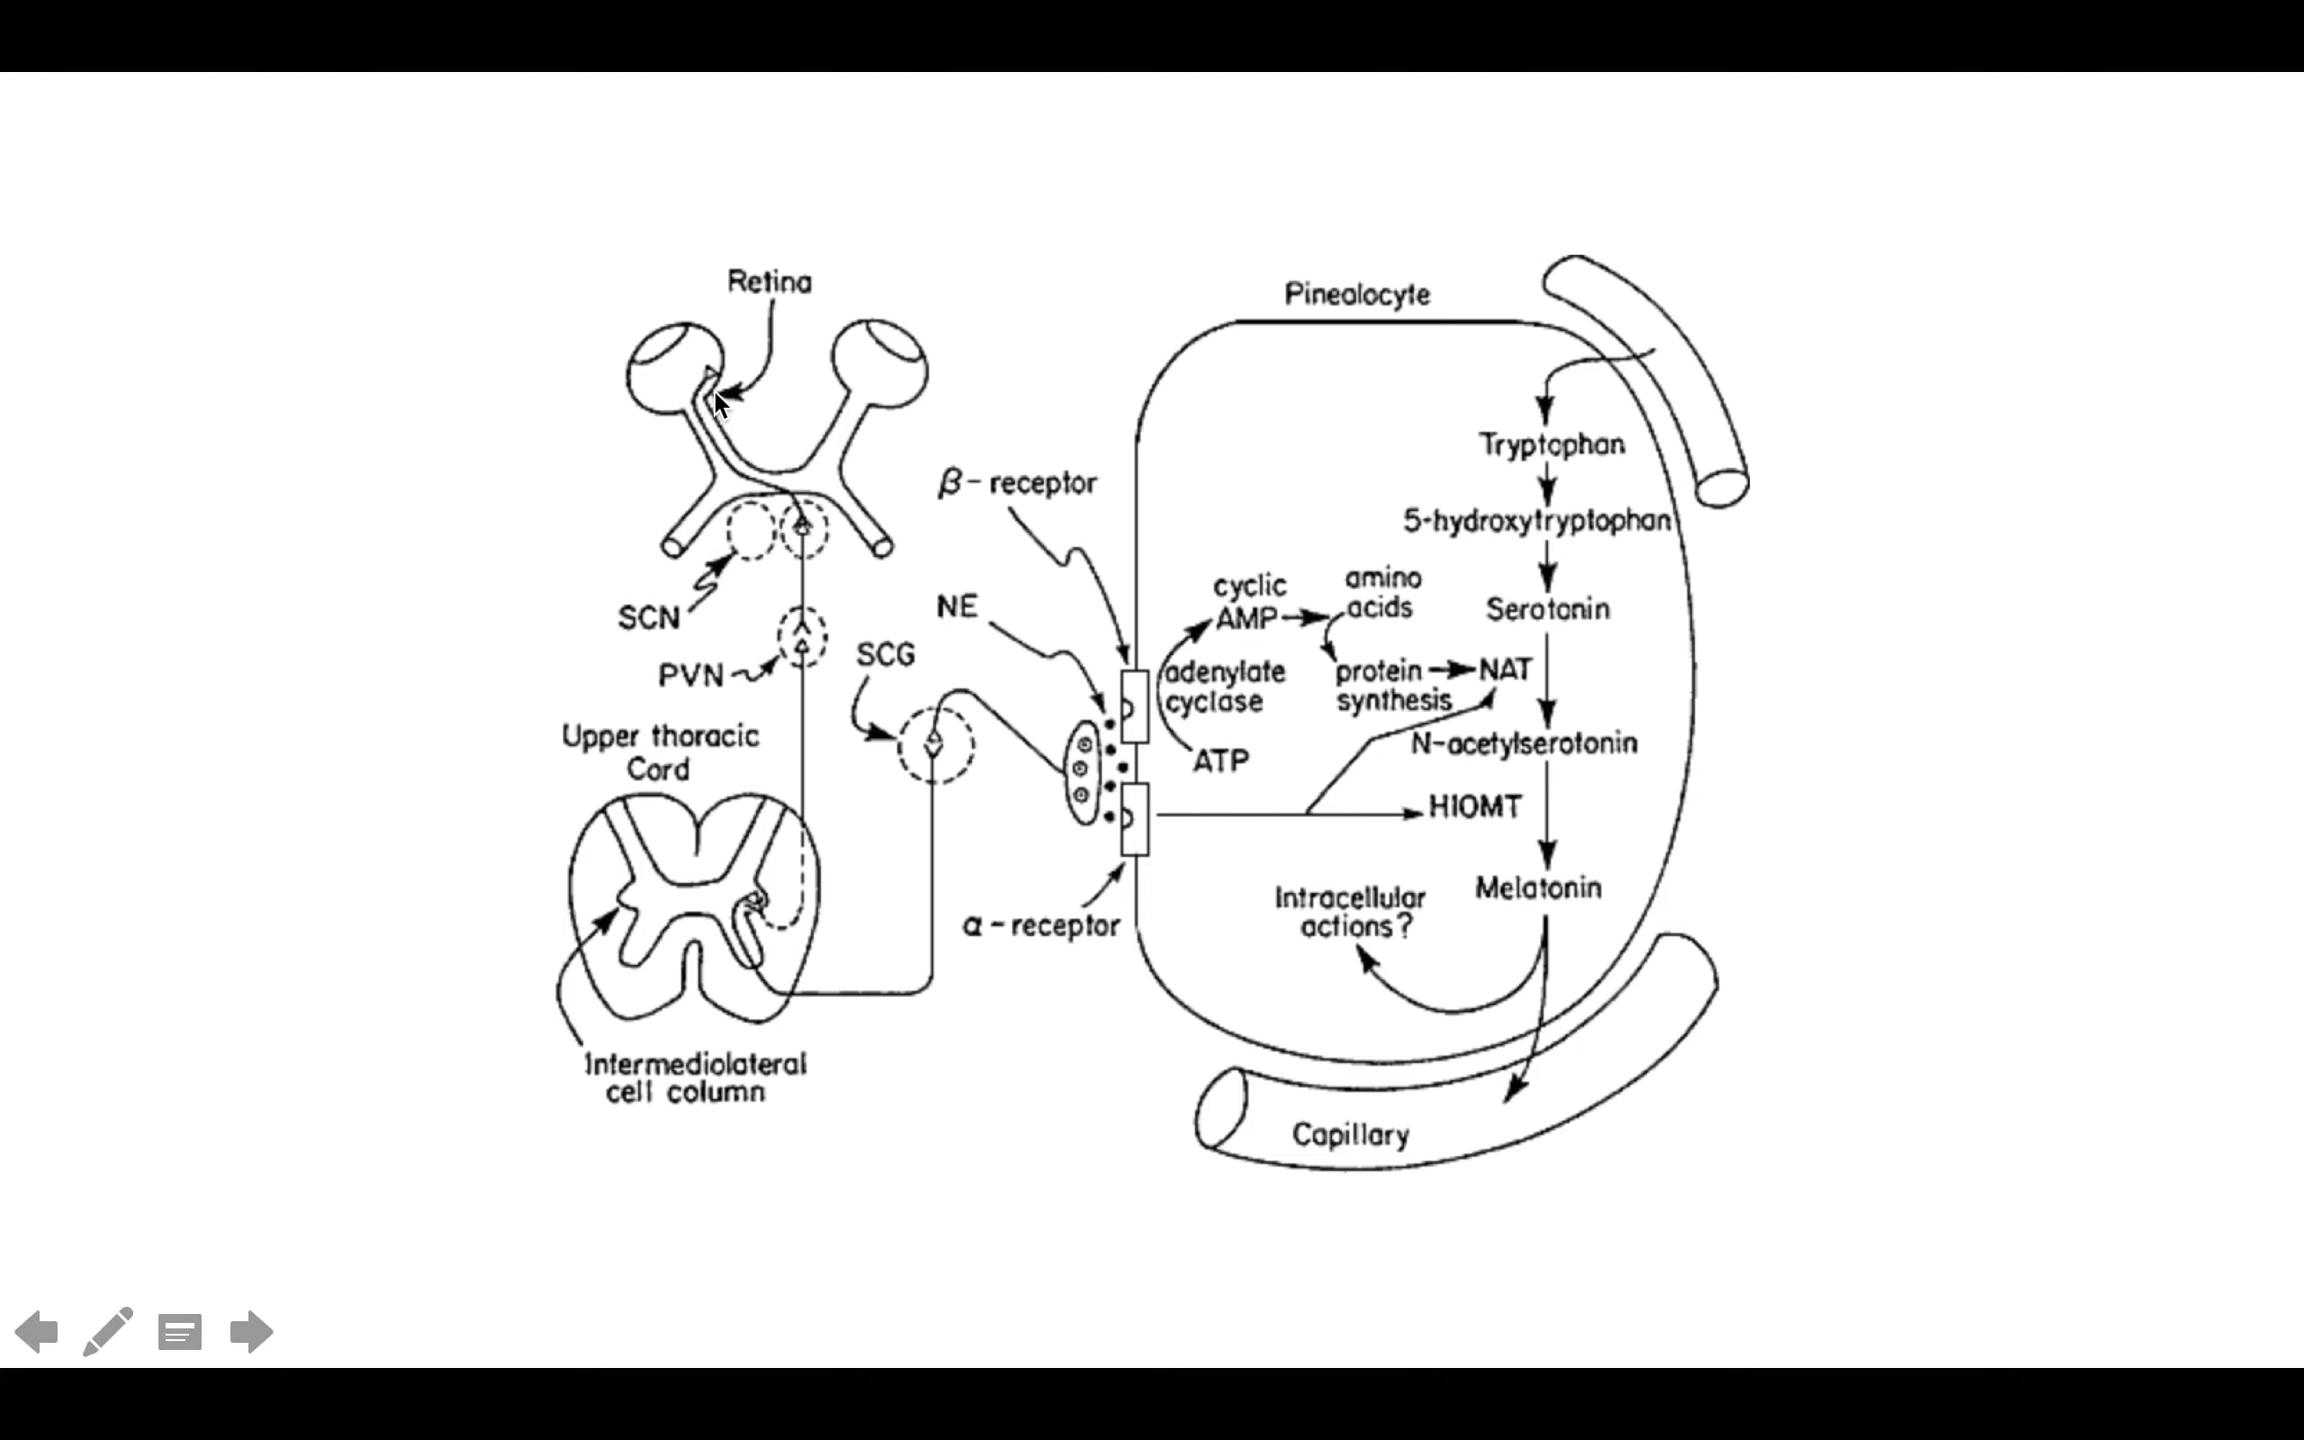 Retina
Pinealocyte
Tryptophan
β-receptor
5-hydroxytryptophan
cyclic
AMP
amino
acids
Serotonin
NE
SCN
SCG
PVN
adenylate
cyclase
protein
synthesis
NAT
Upper thoracic
Cord
N-acetylserotonin
ATP
HIOMT
α-receptor
Intracellular
actions?
Melatonin
Intermediolateral
cell column
Capillary